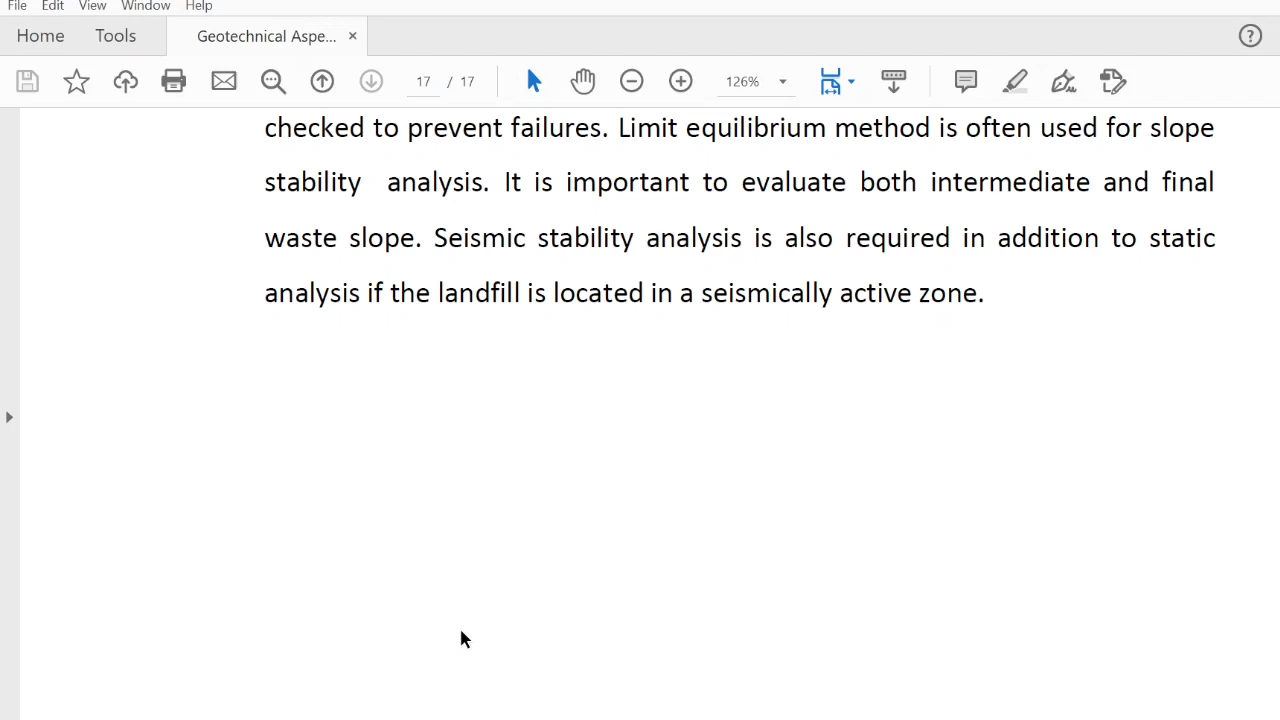 File Edit View Window Help
Home Tools Geotechnical Aspe... ×
17 / 17 126%
checked to prevent failures. Limit equilibrium method is often used for slope
stability analysis. It is important to evaluate both intermediate and final
waste slope. Seismic stability analysis is also required in addition to static
analysis if the landfill is located in a seismically active zone.